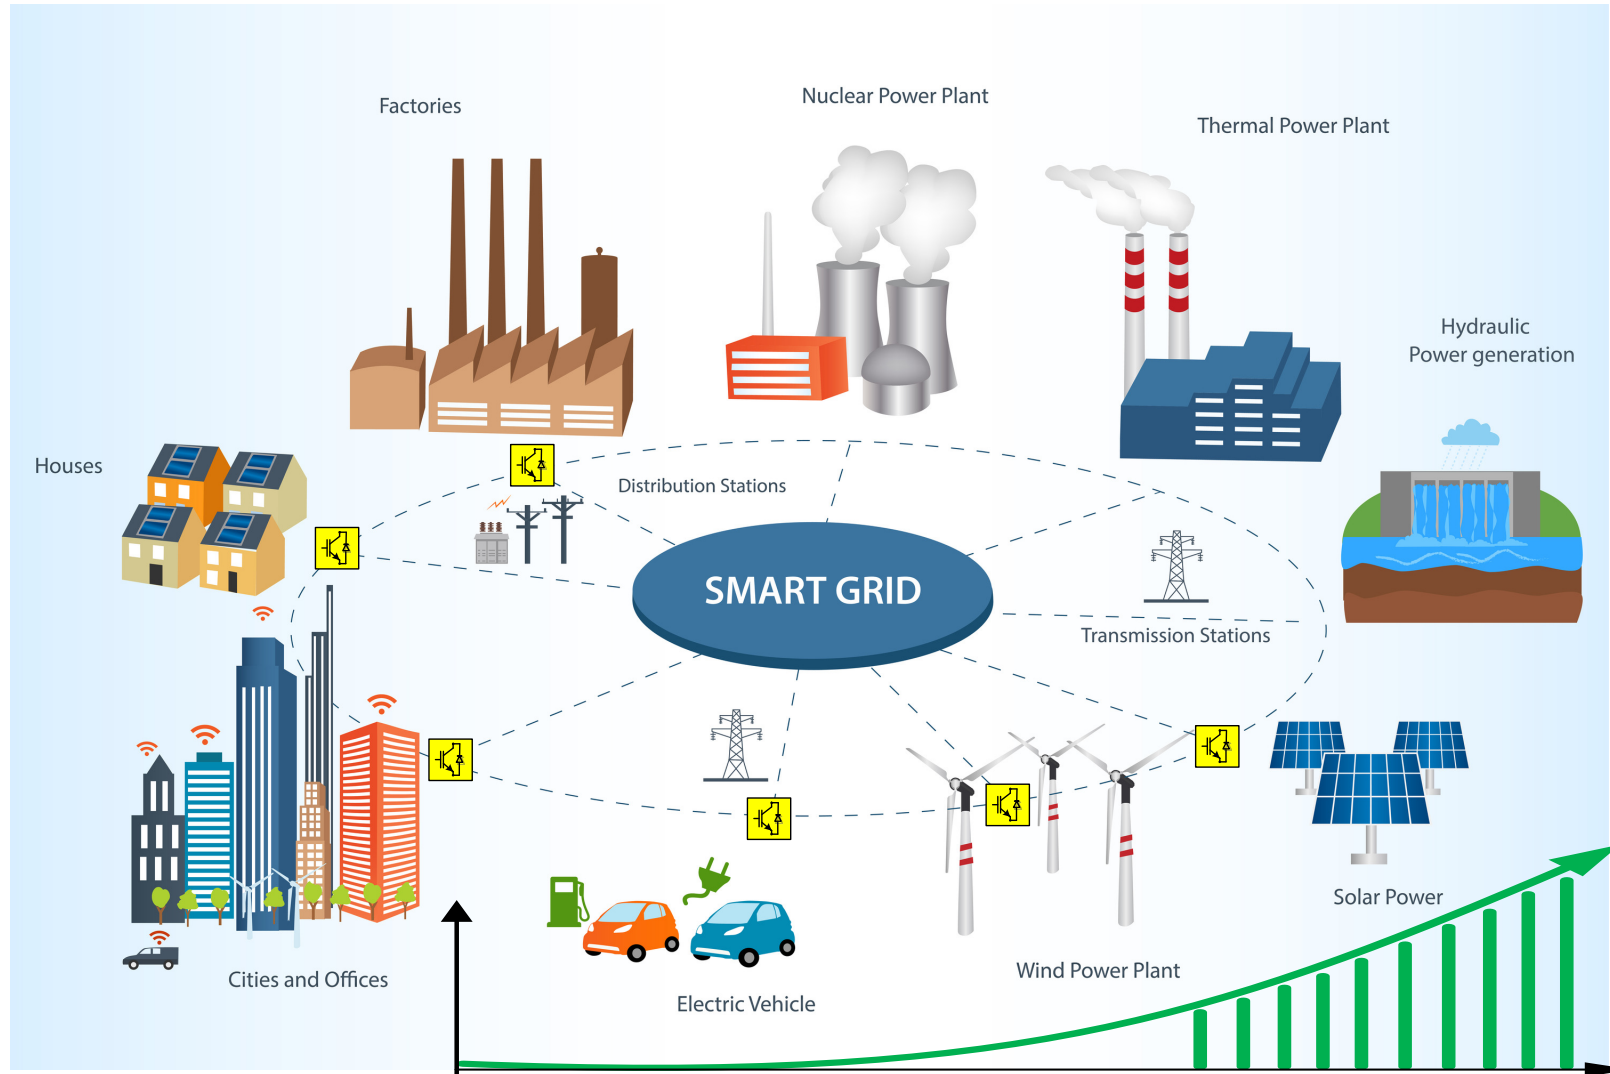 Nuclear Power Plant
Factories
Thermal Power Plant
Hydraulic
Power generation
Houses
Distribution Stations
SMART GRID
Transmission Stations
Solar Power
Wind Power Plant
Cities and Offices
Electric Vehicle